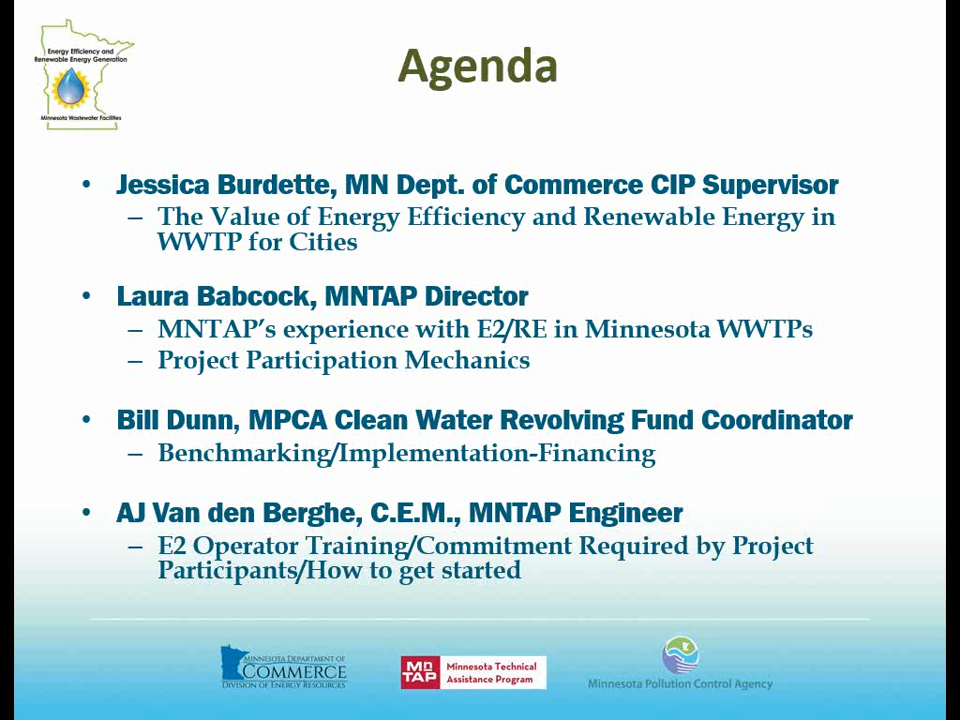 Energy Efficiency and
Renewable Energy Generation
Minnesota Wastewater Facilities
Agenda
• Jessica Burdette, MN Dept. of Commerce CIP Supervisor
– The Value of Energy Efficiency and Renewable Energy in
WWTP for Cities
• Laura Babcock, MNTAP Director
– MNTAP’s experience with E2/RE in Minnesota WWTPs
– Project Participation Mechanics
• Bill Dunn, MPCA Clean Water Revolving Fund Coordinator
– Benchmarking/Implementation-Financing
• AJ Van den Berghe, C.E.M., MNTAP Engineer
– E2 Operator Training/Commitment Required by Project
Participants/How to get started
MINNESOTA DEPARTMENT OF
COMMERCE
DIVISION OF ENERGY RESOURCES
MnTAP
Minnesota Technical
Assistance Program
Minnesota Pollution Control Agency